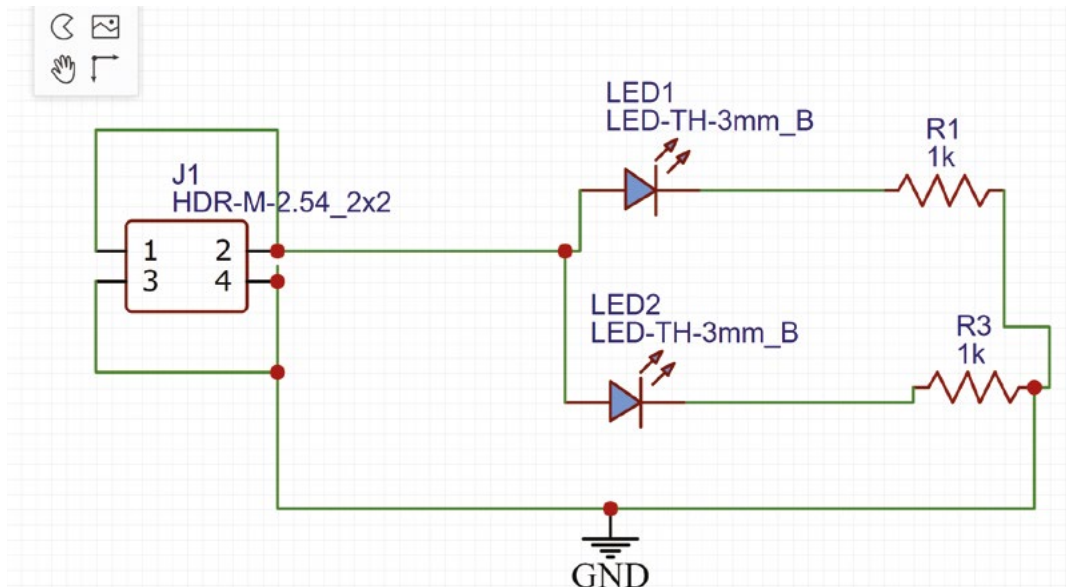 LED1
LED-TH-3mm_B
R1
1k
J1
HDR-M-2.54_2x2
1 2
3 4
LED2
LED-TH-3mm_B
R3
1k
GND